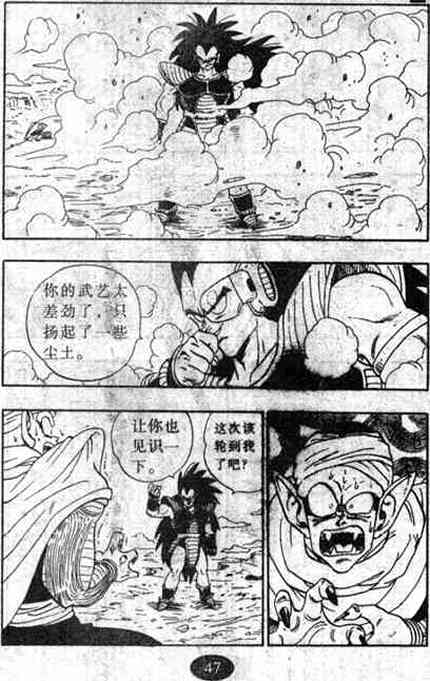 你的武艺太
差劲了，只
扬起了一些
尘土。
这次该
轮到我
了吧？
让你也
见识一
下。
47